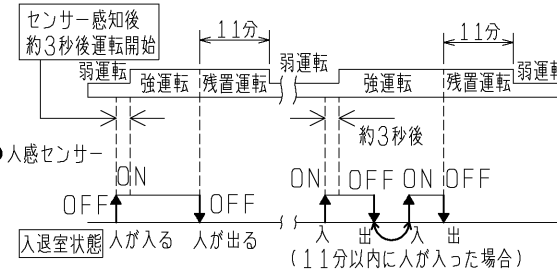 センサー感知後
約3秒後運転開始
11分
11分
弱運転
強運転
残置運転
弱運転
強運転
残置運転
弱運転
約3秒後
人感センサー
ON
OFF
OFF
ON
OFF
ON
OFF
入退室状態
人が入る
人が出る
入
出
入
出
(11分以内に人が入った場合)